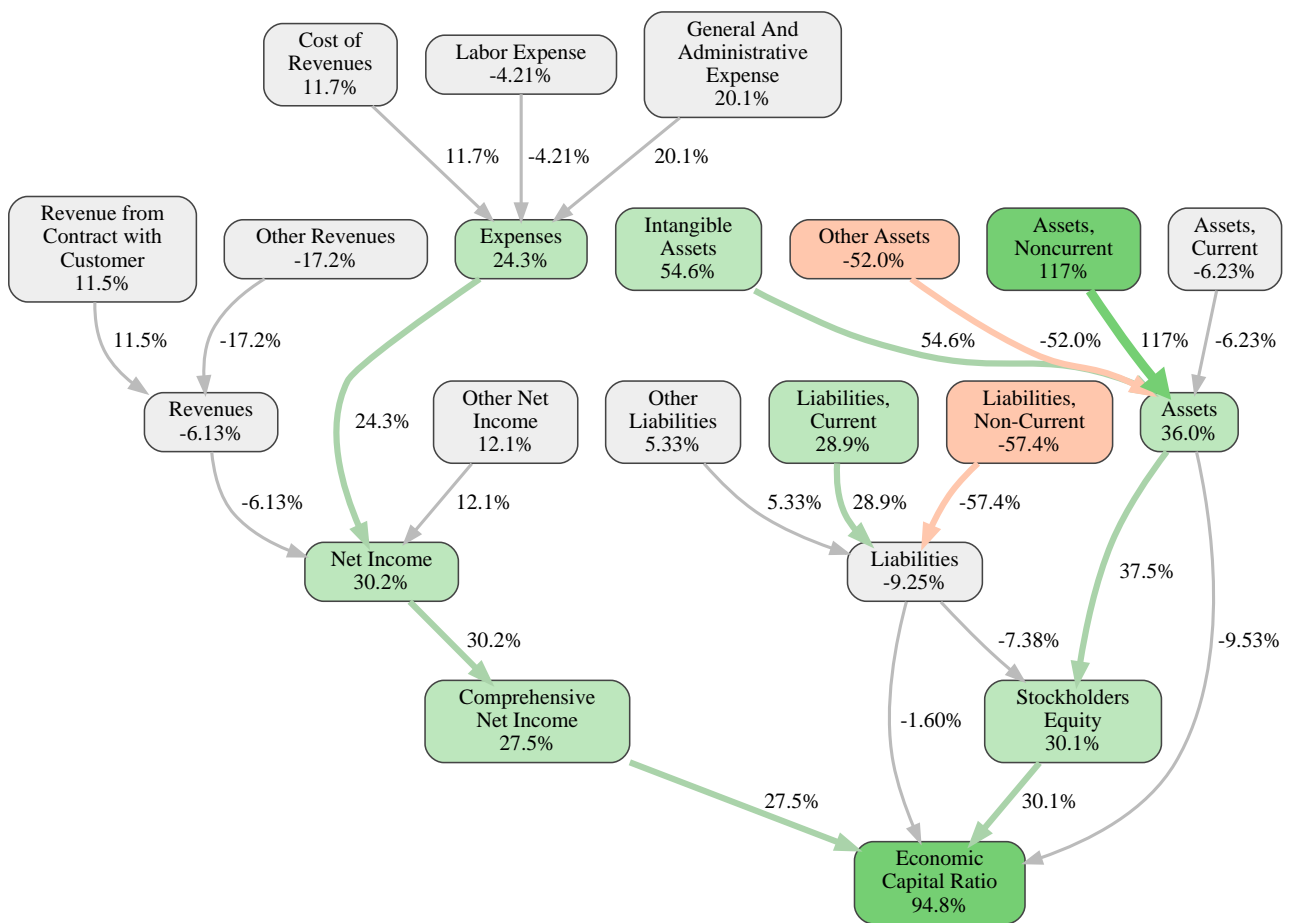 Cost of
Revenues
11.7%
Labor Expense
-4.21%
General And
Administrative
Expense
20.1%
11.7%
-4.21%
20.1%
Revenue from
Contract with
Customer
11.5%
Other Revenues
-17.2%
Expenses
24.3%
Intangible
Assets
54.6%
Other Assets
-52.0%
Assets,
Noncurrent
117%
Assets,
Current
-6.23%
11.5%
-17.2%
54.6%
-52.0%
117%
-6.23%
Revenues
-6.13%
24.3%
Other Net
Income
12.1%
Other
Liabilities
5.33%
Liabilities,
Current
28.9%
Liabilities,
Non-Current
-57.4%
Assets
36.0%
-6.13%
12.1%
5.33%
28.9%
-57.4%
Net Income
30.2%
Liabilities
-9.25%
37.5%
30.2%
-7.38%
-9.53%
Comprehensive
Net Income
27.5%
-1.60%
Stockholders
Equity
30.1%
27.5%
30.1%
Economic
Capital Ratio
94.8%